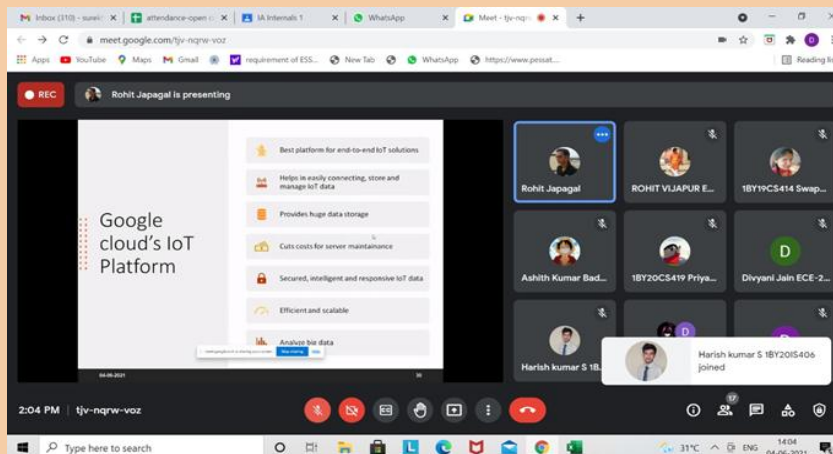 Inbox (310) - surek
attendance-open
IA Internals 1
WhatsApp
Meet - tjv-nqrw
meet.google.com/tjv-nqrw-voz
Apps
YouTube
Maps
Gmail
requirement of ESS...
New Tab
WhatsApp
https://www.pessat...
Reading lis
REC
Rohit Japagal is presenting
Google
cloud's IoT
Platform
Best platform for end-to-end IoT solutions
Helps in easily connecting, store and
manage IoT data
Provides huge data storage
Cuts costs for server maintainance
Secured, intelligent and responsive IoT data
Efficient and scalable
Analyze big data
Stop sharing
Hide
04-06-2021
30
Rohit Japagal
ROHIT VIJAPUR E...
1BY19CS414 Swap...
Ashith Kumar Bad...
1BY20CS419 Priya...
D
Divyani Jain ECE-2...
Harish kumar S 1B
D
Harish kumar S 1BY20IS406
joined
2:04 PM | tjv-nqrw-voz
17
Type here to search
31°C
ENG
14:04
04-06-2021